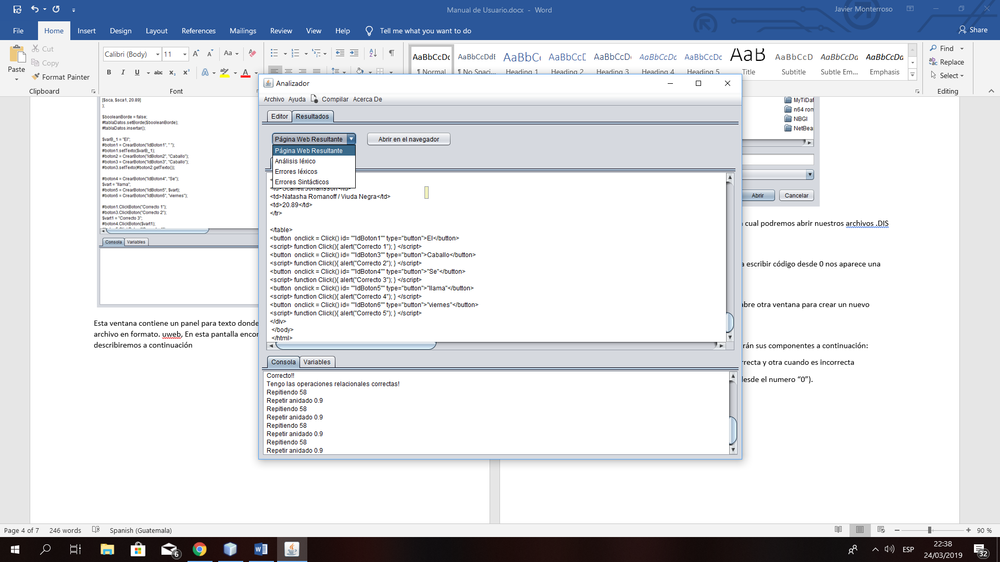 Manual de Usuario.docx - Word
Javier Monterroso
File
Home
Insert
Design
Layout
References
Mailings
Review
View
Help
Tell me what you want to do
Share
Paste
Cut
Copy
Format Painter
Clipboard
Calibri (Body)
11
Font
AaBbCcDc
¶ Normal
AaBbCcDdE
¶ No Spaci...
AaBbC(
Heading 1
AaBbCcE
Heading 2
AaBbCcD
Heading 3
AaBbCcDc
Heading 4
AaBbCcDc
Heading 5
AaB
Title
AaBbCcD
Subtitle
AaBbCcDa
Subtle Em...
AaBbCcDa
Emphasis
Find
Replace
Select
Editing
[$sca, $sca1, 20.89]
);
$booleanBorde = false;
#tablaDatos.setBorde($booleanBorde);
#tablaDatos.insertar();
$varB_1 = "El";
#boton1 = CrearBoton("IdBoton1", " ");
#boton1.setTexto($varB_1);
#boton2 = CrearBoton("IdBoton2", "Caballo");
#boton3 = CrearBoton("IdBoton3", "Caballo");
#boton3.setTexto(#boton2.getTexto());
#boton4 = CrearBoton("IdBoton4", "Se");
$vart = "llama";
#boton5 = CrearBoton("IdBoton5", $vart);
#boton6 = CrearBoton("IdBoton6", "viernes");
#boton1.ClickBoton("Correcto 1");
#boton3.ClickBoton("Correcto 2");
$vart1 = "Correcto 3";
#boton4.ClickBoton($vart1);
Consola
Variables
Esta ventana contiene un panel para texto donde
archivo en formato. uweb, En esta pantalla encon
describiremos a continuación
Analizador
Archivo
Ayuda
Compilar
Acerca De
Editor
Resultados
Página Web Resultante
Abrir en el navegador
Página Web Resultante
Análisis léxico
Errores léxicos
Errores Sintácticos
<td>Scarlett Johansson</td>
<td>Natasha Romanoff / Viuda Negra</td>
<td>20.89</td>
</tr>
</table>
<button  onclick = Click() id= ""IdBoton1"" type="button">El</button>
<script> function Click(){ alert("Correcto 1"); } </script>
<button  onclick = Click() id= ""IdBoton3"" type="button">Caballo</button>
<script> function Click(){ alert("Correcto 2"); } </script>
<button  onclick = Click() id= ""IdBoton4"" type="button">"Se"</button>
<script> function Click(){ alert("Correcto 3"); } </script>
<button  onclick = Click() id= ""IdBoton5"" type="button">"llama"</button>
<script> function Click(){ alert("Correcto 4"); } </script>
<button  onclick = Click() id= ""IdBoton6"" type="button">"viernes"</button>
<script> function Click(){ alert("Correcto 5"); } </script>
</div>
</body>
</html>
Consola
Variables
Correcto!!
Tengo las operaciones relacionales correctas!
Repitiendo 58
Repetir anidado 0.9
Repitiendo 58
Repetir anidado 0.9
Repitiendo 58
Repetir anidado 0.9
Repitiendo 58
Repetir anidado 0.9
MyTiDaf
n64 rom
NBGI
NetBea
Abrir
Cancelar
cual podremos abrir nuestros archivos .DIS
a escribir código desde 0 nos aparece una
abre otra ventana para crear un nuevo
rán sus componentes a continuación:
rrecta y otra cuando es incorrecta
desde el numero “0”).
Page 4 of 7
246 words
Spanish (Guatemala)
90 %
6
ESP
22:38
24/03/2019
32